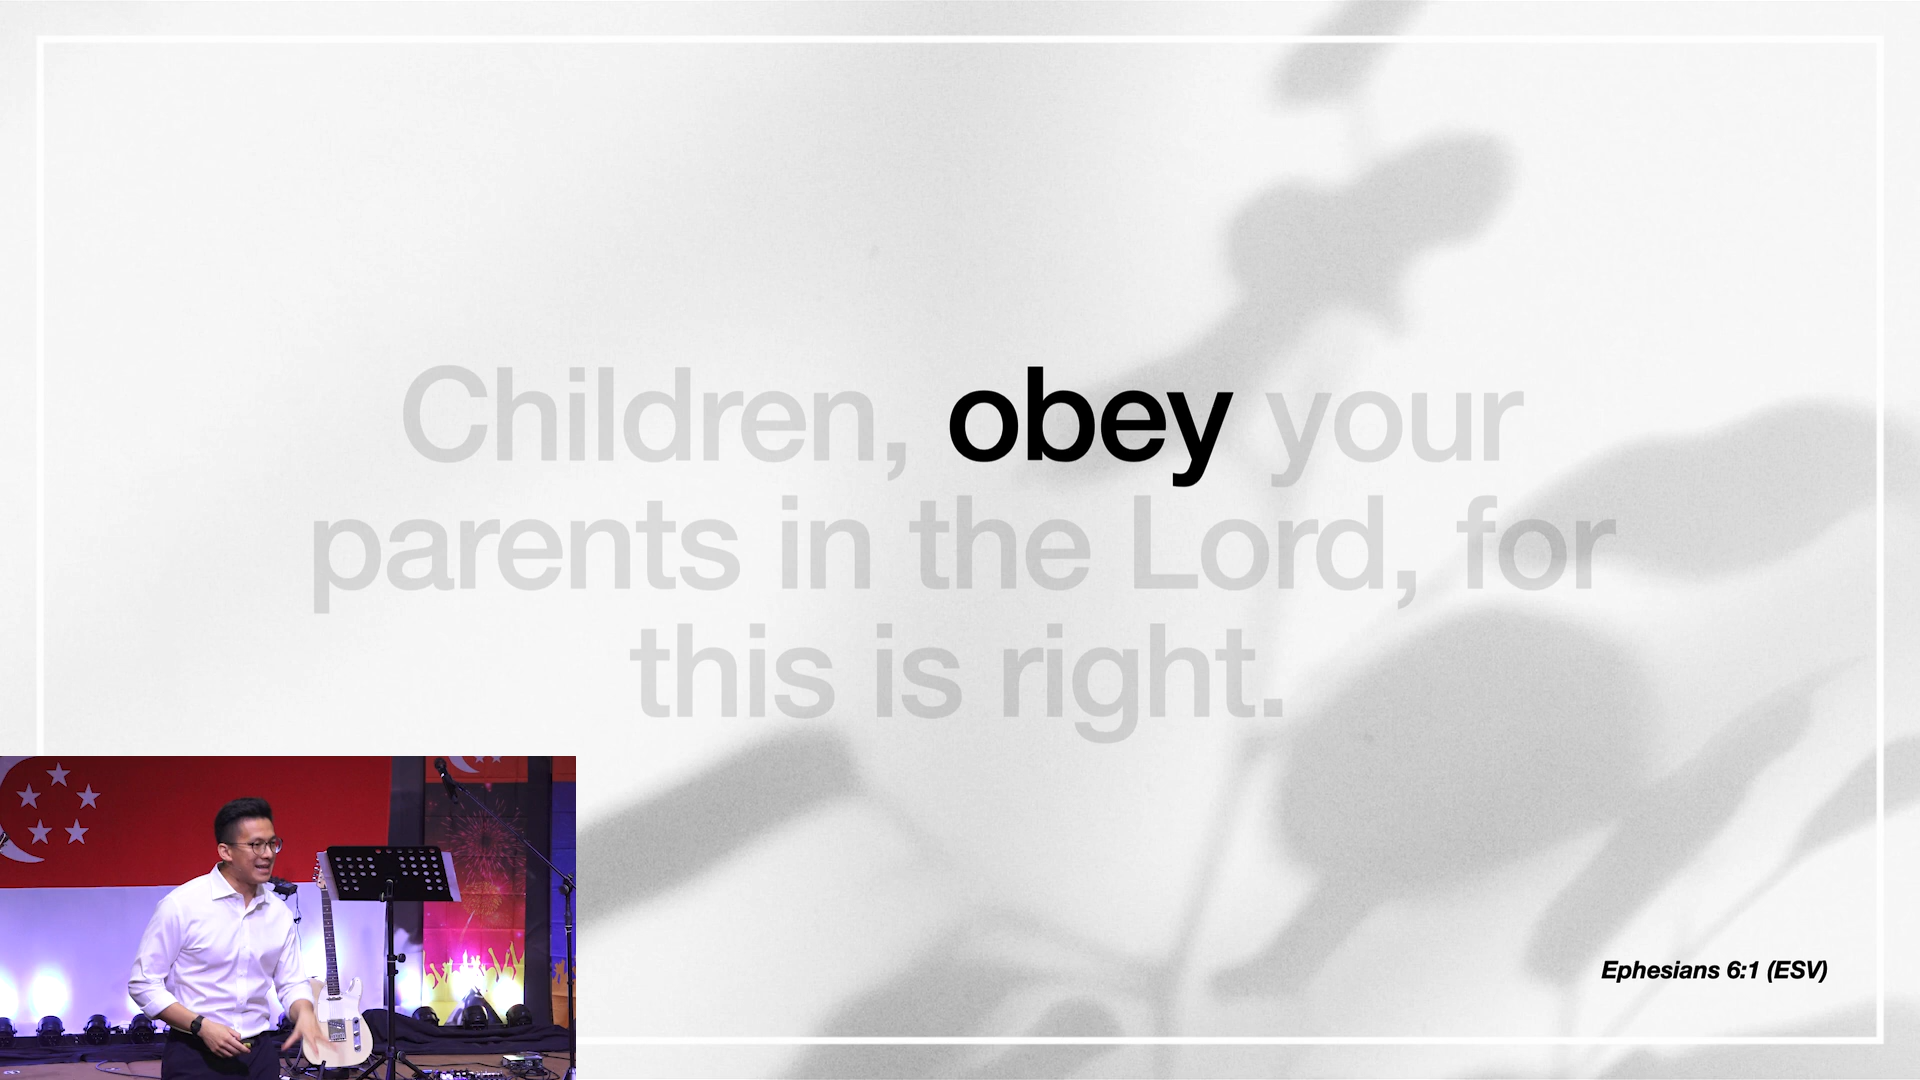 Children, obey your
parents in the Lord, for
this is right.
Ephesians 6:1 (ESV)